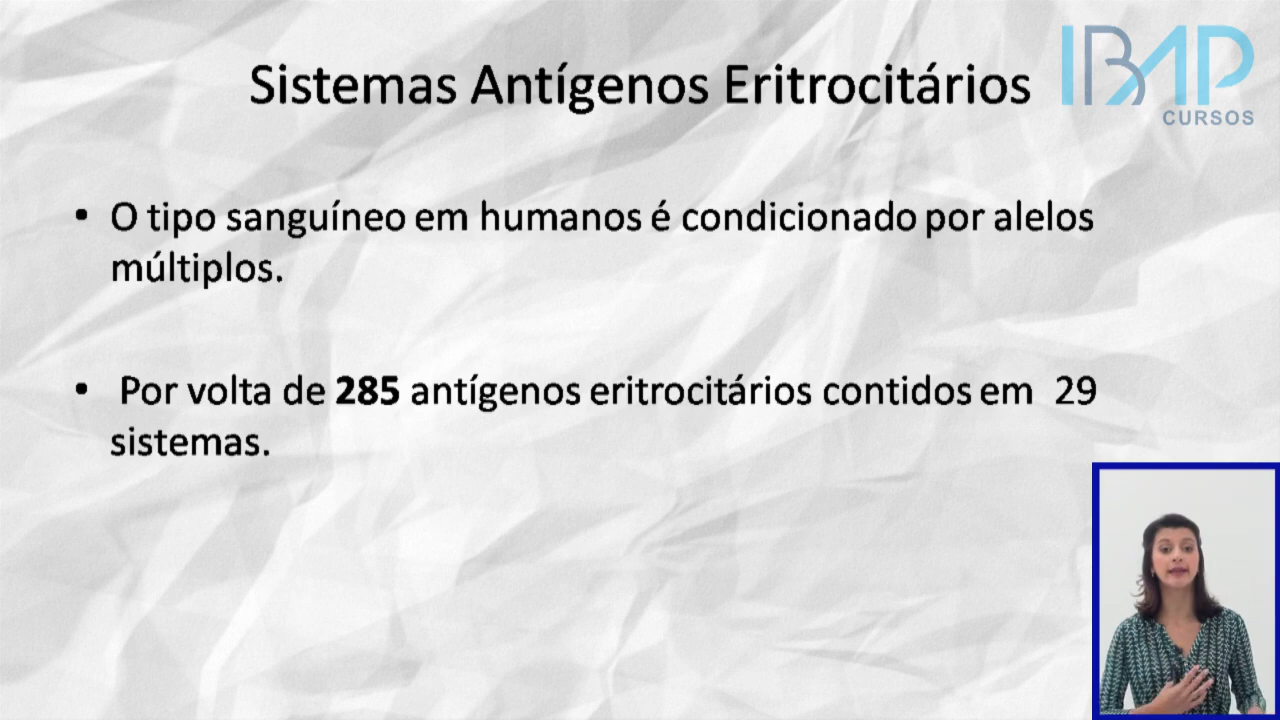 Sistemas Antígenos Eritrocitários
IBAP
CURSOS
• O tipo sanguíneo em humanos é condicionado por alelos
múltiplos.
• Por volta de 285 antígenos eritrocitários contidos em 29
sistemas.